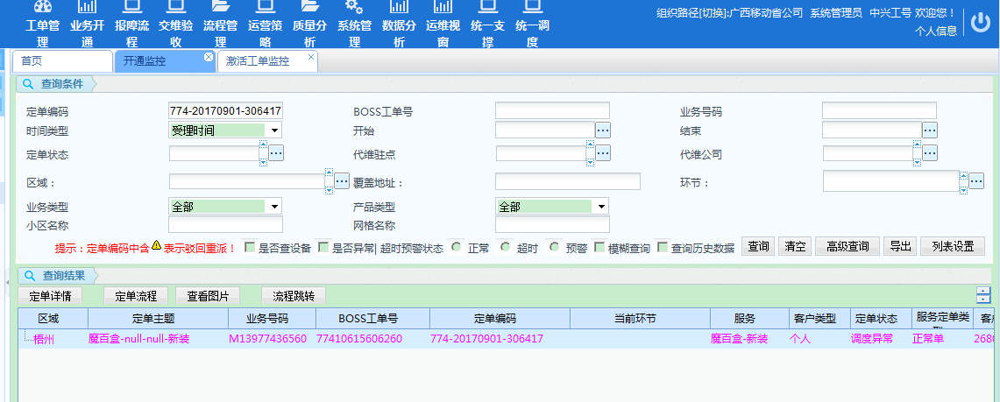 组织路径[切换]:广西移动省公司 系统管理员 中兴工号 欢迎您！
个人信息
工单管理 业务开通 报障流程 交维验收 流程管理 运营策略 质量分析 系统管理 数据分析 运维视窗 统一支撑 统一调度
首页 开通监控 激活工单监控
查询条件
定单编码 774-20170901-306417 BOSS工单号 业务号码
时间类型 受理时间 开始 结束
定单状态 代维驻点 代维公司
区域： 覆盖地址： 环节：
业务类型 全部 产品类型 全部
小区名称 网格名称
提示：定单编码中含 表示驳回重派！ 是否查设备 是否异常| 超时预警状态 正常 超时 预警 模糊查询 查询历史数据 查询 清空 高级查询 导出 列表设置
查询结果
定单详情 定单流程 查看图片 流程跳转
区域 定单主题 业务号码 BOSS工单号 定单编码 当前环节 服务 客户类型 定单状态 服务定单类
梧州 魔百盒-null-null-新装 M13977436560 77410615606260 774-20170901-306417 魔百盒-新装 个人 调度异常 正常单 268